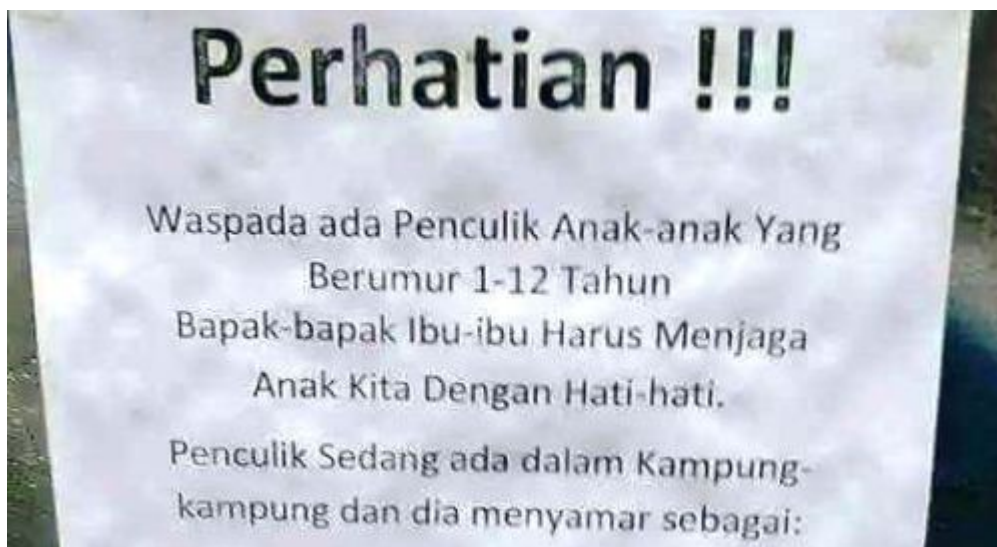 Perhatian !!!
Waspada ada Penculik Anak-anak Yang
Berumur 1-12 Tahun
Bapak-bapak Ibu-ibu Harus Menjaga
Anak Kita Dengan Hati-hati.
Penculik Sedang ada dalam Kampung-
kampung dan dia menyamar sebagai: